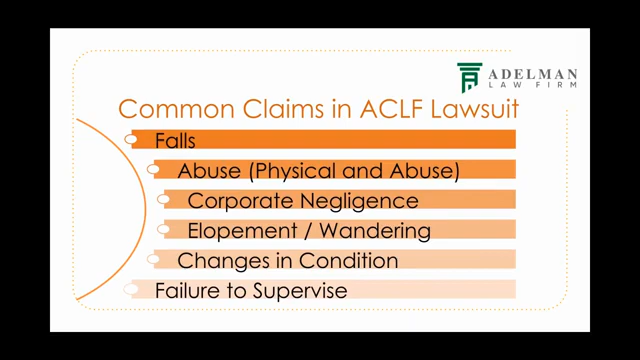 ADELMAN
LAW FIRM
Common Claims in ACLF Lawsuit
Falls
Abuse (Physical and Abuse)
Corporate Negligence
Elopement / Wandering
Changes in Condition
Failure to Supervise